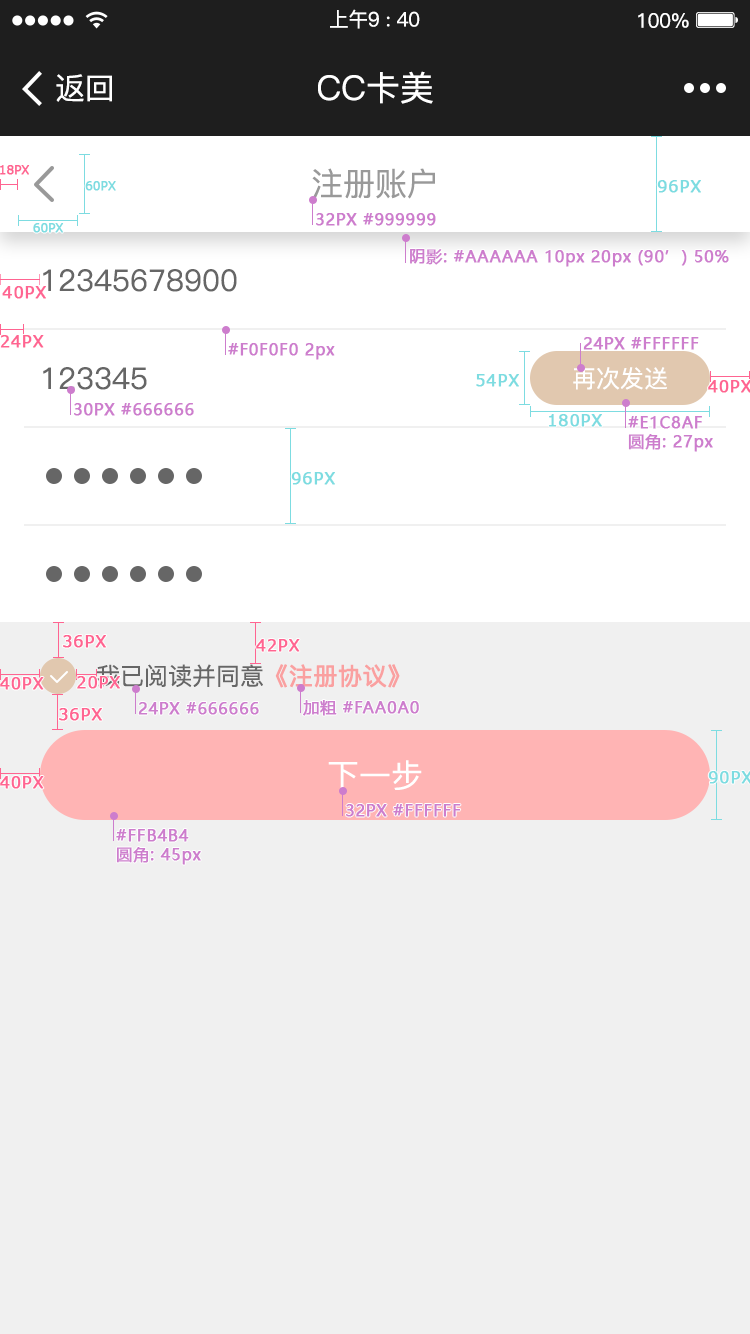 上午9 : 40
100%
返回
CC卡美
18PX
60PX
60PX
注册账户
32PX #999999
96PX
阴影: #AAAAAA 10px 20px (90′) 50%
12345678900
40PX
24PX
#F0F0F0 2px
24PX #FFFFFF
123345
54PX
再次发送
40PX
30PX #666666
180PX
#E1C8AF
圆角: 27px
96PX
36PX
42PX
40PX
20PX
我已阅读并同意《注册协议》
36PX
24PX #666666
加粗 #FAA0A0
下一步
40PX
90PX
32PX #FFFFFF
#FFB4B4
圆角: 45px